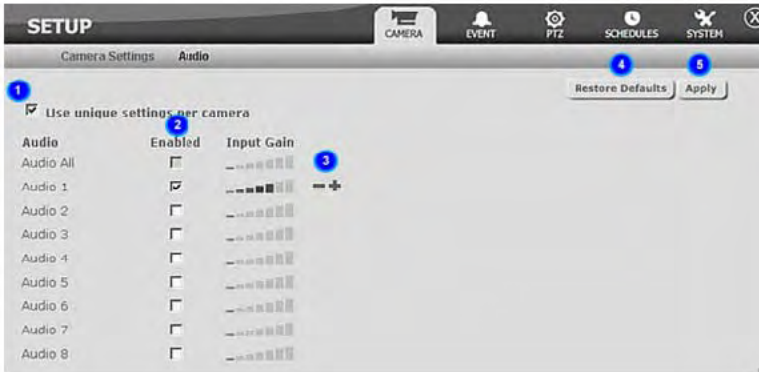 SETUP
CAMERA EVENT PTZ SCHEDULES SYSTEM X
Camera Settings Audio
1 4 5
Restore Defaults Apply
Use unique settings per camera
2
Audio Enabled Input Gain
Audio All 3
Audio 1
Audio 2
Audio 3
Audio 4
Audio 5
Audio 6
Audio 7
Audio 8